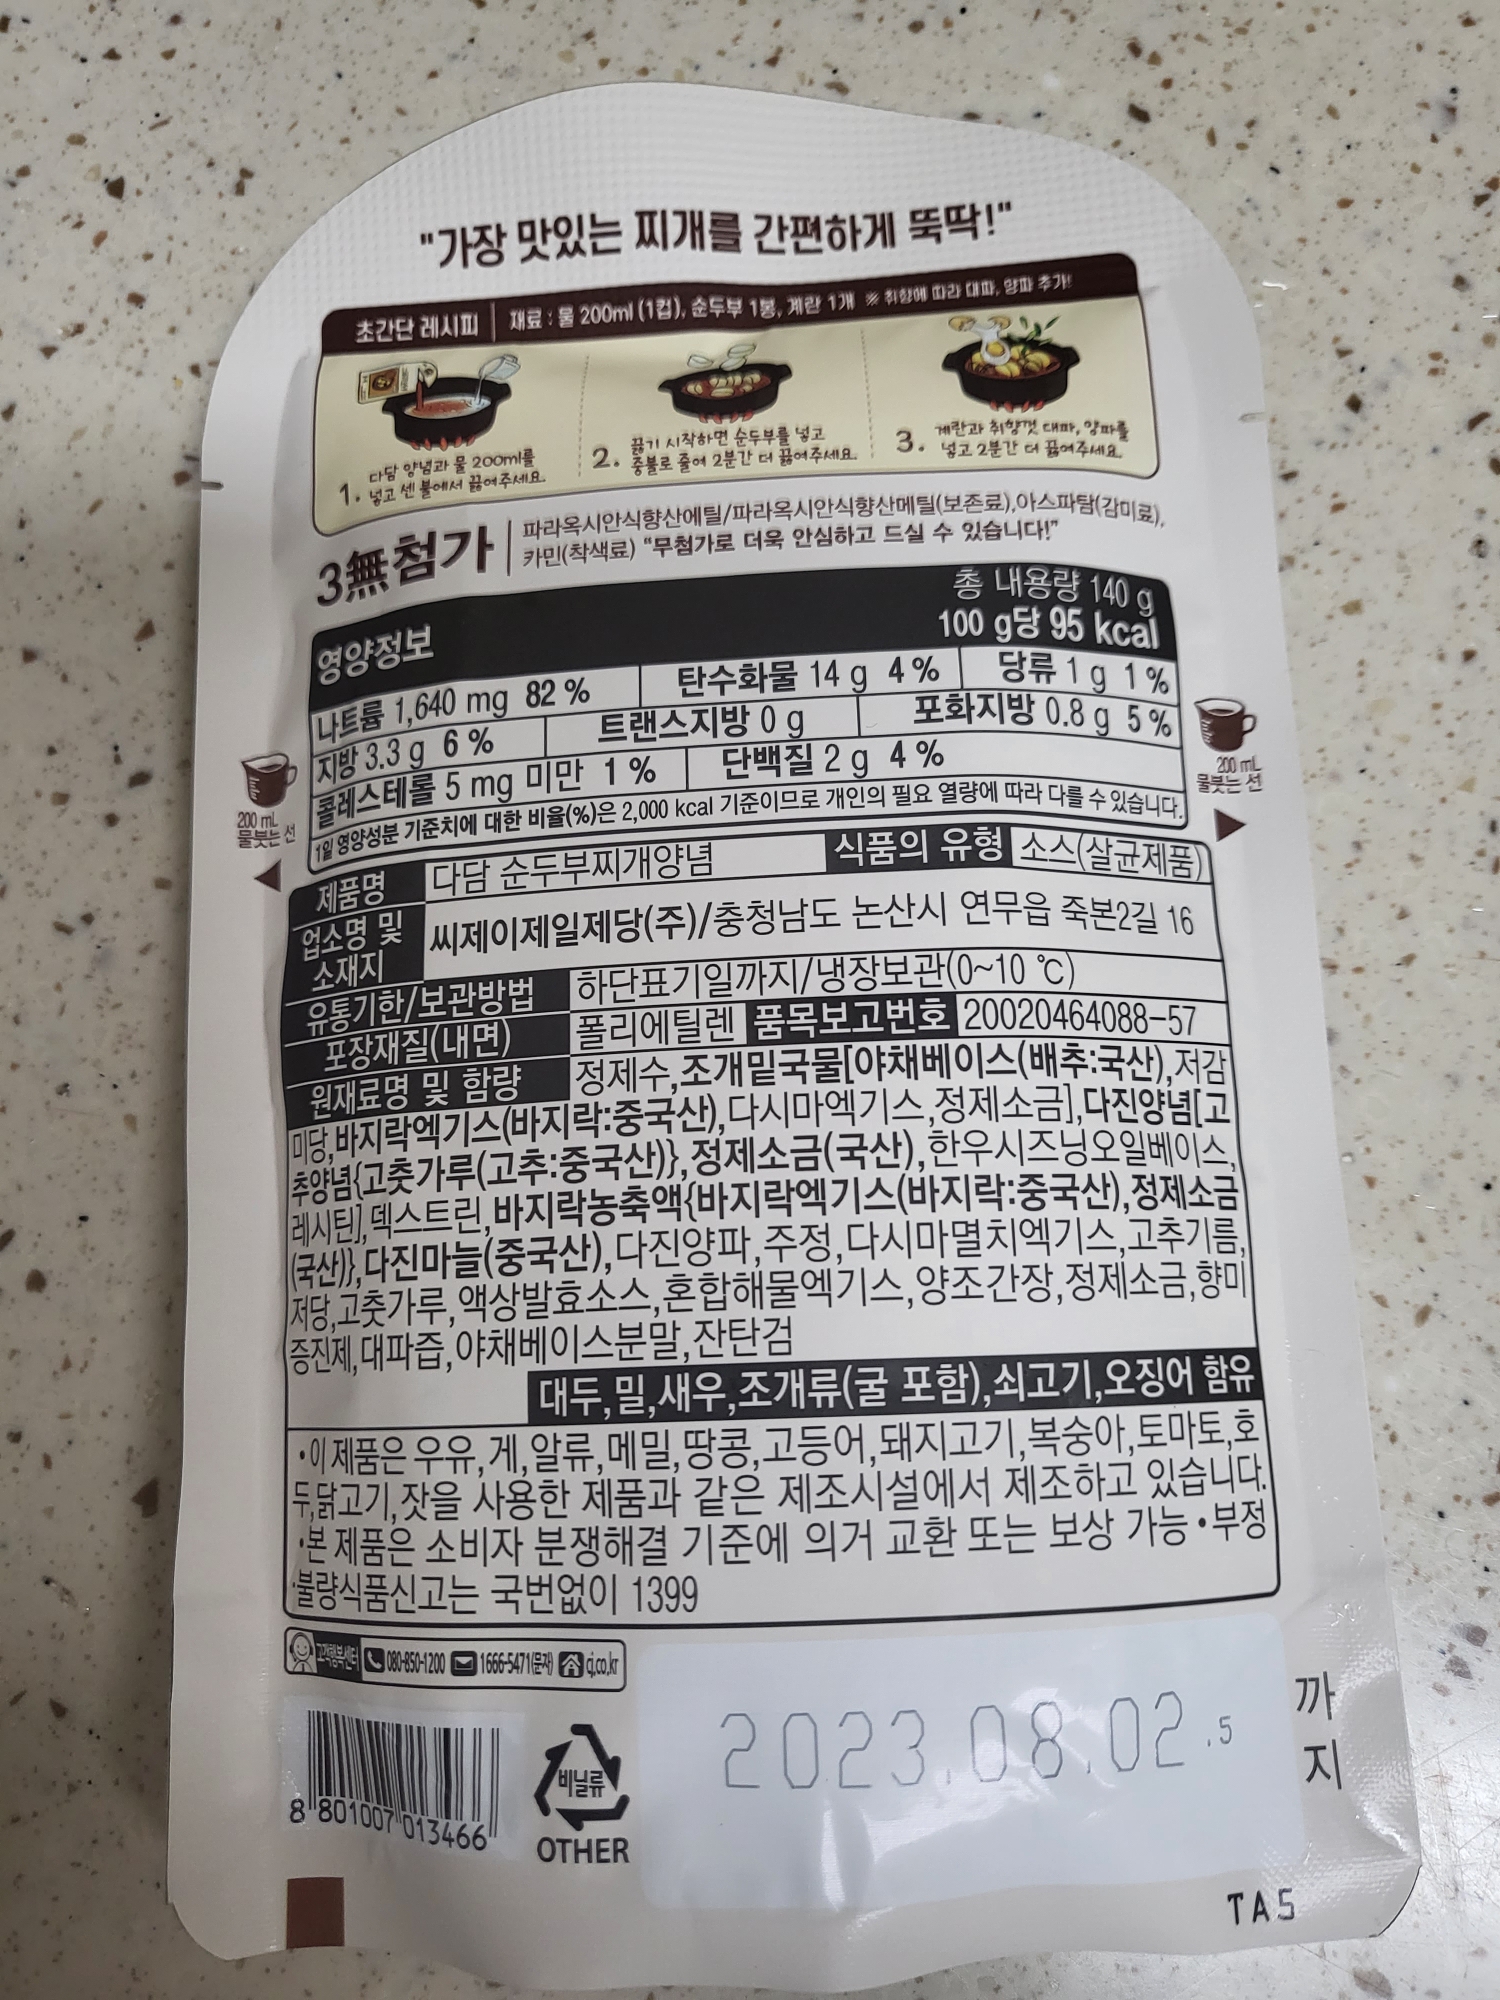 "가장 맛있는 찌개를 간편하게 뚝딱!"
초간단 레시피 | 재료 : 물 200ml (1컵), 순두부 1봉, 계란 1개 ※ 취향에 따라 대파, 양파 추가!
1. 다담 양념과 물 200ml를
넣고 센 불에서 끓여주세요.
2. 끓기 시작하면 순두부를 넣고
중불로 줄여 2분간 더 끓여주세요.
3. 계란과 취향껏 대파, 양파를
넣고 2분간 더 끓여주세요.
3無첨가
파라옥시안식향산에틸/파라옥시안식향산메틸(보존료),아스파탐(감미료),
카민(착색료) "무첨가로 더욱 안심하고 드실 수 있습니다!"
영양정보
총 내용량 140 g
100 g당 95 kcal
나트륨 1,640 mg 82 % 탄수화물 14 g 4 % 당류 1 g 1 %
지방 3.3 g 6 % 트랜스지방 0 g 포화지방 0.8 g 5 %
콜레스테롤 5 mg 미만 1 % 단백질 2 g 4 %
1일 영양성분 기준치에 대한 비율(%)은 2,000 kcal 기준이므로 개인의 필요 열량에 따라 다를 수 있습니다.
200 mL
물붓는 선
200 mL
물붓는 선
제품명 다담 순두부찌개양념 식품의 유형 소스(살균제품)
업소명 및
소재지
씨제이제일제당(주)/충청남도 논산시 연무읍 죽본2길 16
유통기한/보관방법 하단표기일까지/냉장보관(0~10 ℃)
포장재질(내면) 폴리에틸렌 품목보고번호 20020464088-57
원재료명 및 함량 정제수,조개밑국물[야채베이스(배추:국산),저감
미당,바지락엑기스(바지락:중국산),다시마엑기스,정제소금],다진양념[고
추양념{고춧가루(고추:중국산)},정제소금(국산),한우시즈닝오일베이스,
레시틴],덱스트린,바지락농축액{바지락엑기스(바지락:중국산),정제소금
(국산)},다진마늘(중국산),다진양파,주정,다시마멸치엑기스,고추기름,
저당,고춧가루,액상발효소스,혼합해물엑기스,양조간장,정제소금,향미
증진제,대파즙,야채베이스분말,잔탄검
대두,밀,새우,조개류(굴 포함),쇠고기,오징어 함유
•이 제품은 우유,게,알류,메밀,땅콩,고등어,돼지고기,복숭아,토마토,호
두,닭고기,잣을 사용한 제품과 같은 제조시설에서 제조하고 있습니다.
•본 제품은 소비자 분쟁해결 기준에 의거 교환 또는 보상 가능 •부정
•불량식품신고는 국번없이 1399
고객행복센터 080-850-1200 1666-5471(문자) cj.co.kr
2023.08.02.5
까
지
비닐류
OTHER
8 801007 013466
TA5